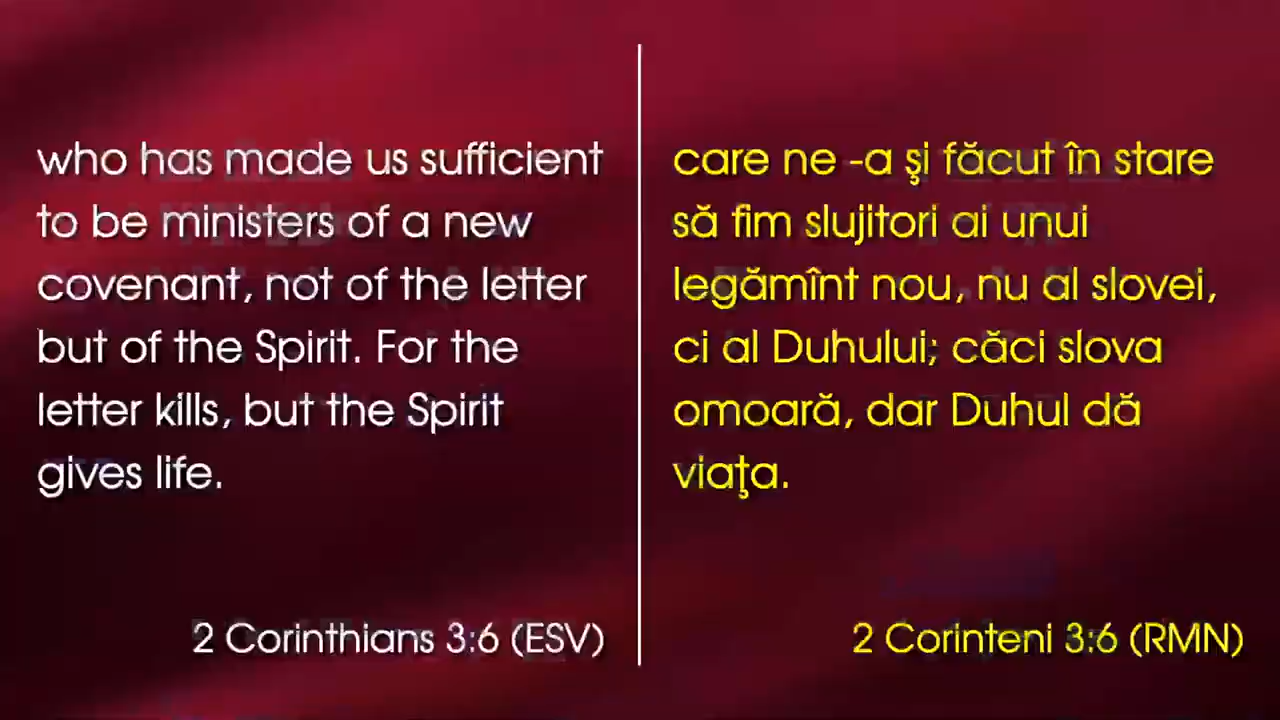 who has made us sufficient
to be ministers of a new
covenant, not of the letter
but of the Spirit. For the
letter kills, but the Spirit
gives life.
2 Corinthians 3:6 (ESV)
care ne -a şi făcut în stare
să fim slujitori ai unui
legămînt nou, nu al slovei,
ci al Duhului; căci slova
omoară, dar Duhul dă
viaţa.
2 Corinteni 3:6 (RMN)